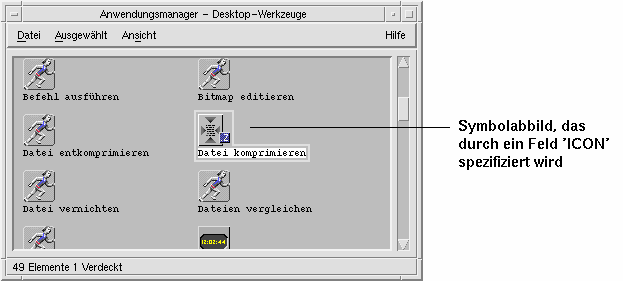 Anwendungsmanager - Desktop-Werkzeuge
Datei Ausgewählt Ansicht Hilfe
Befehl ausführen Bitmap editieren
Datei entkomprimieren Datei komprimieren
Datei vernichten Dateien vergleichen
12:02:44
49 Elemente 1 Verdeckt
Symbolabbild, das
durch ein Feld 'ICON'
spezifiziert wird